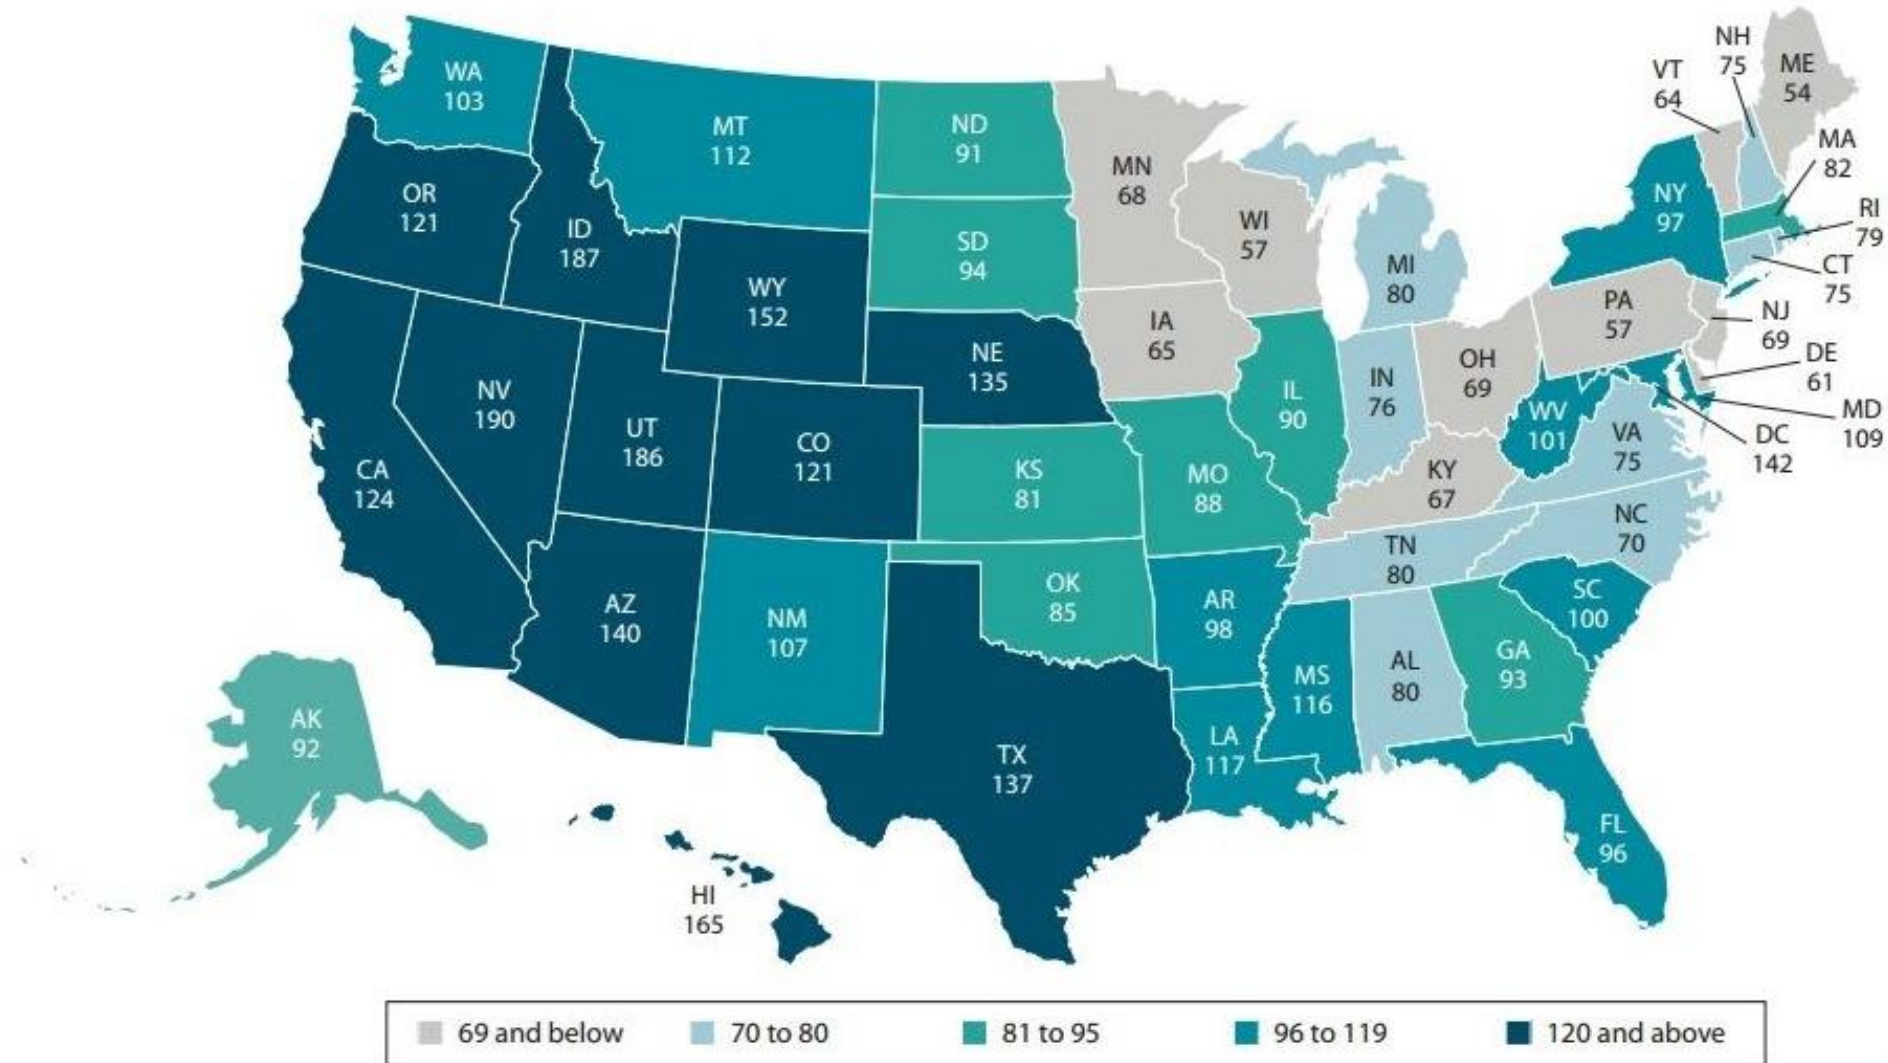 WA
103
OR
121
CA
124
ID
187
NV
190
MT
112
WY
152
UT
186
CO
121
AZ
140
NM
107
ND
91
SD
94
NE
135
KS
81
OK
85
TX
137
MN
68
IA
65
MO
88
AR
98
LA
117
WI
57
IL
90
MS
116
MI
80
IN
76
OH
69
KY
67
TN
80
AL
80
GA
93
FL
96
SC
100
NC
70
VA
75
WV
101
PA
57
NY
97
VT
64
NH
75
ME
54
MA
82
RI
79
CT
75
NJ
69
DE
61
MD
109
DC
142
AK
92
HI
165
69 and below
70 to 80
81 to 95
96 to 119
120 and above